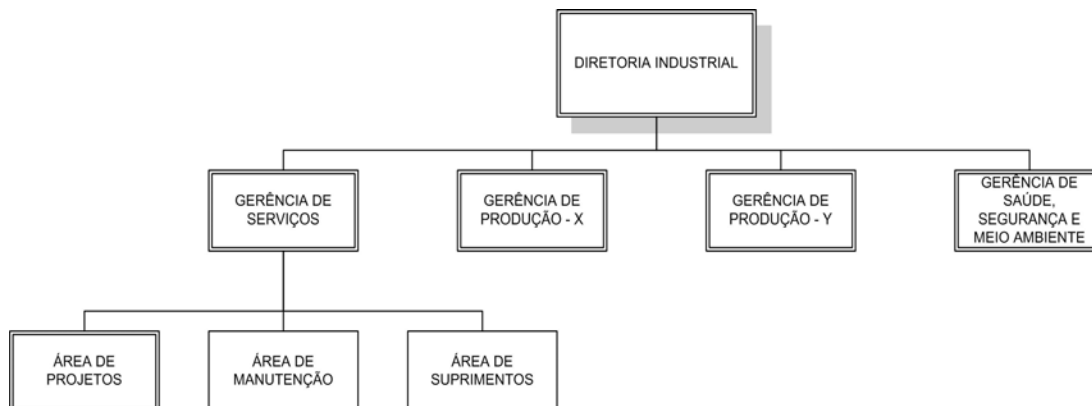 DIRETORIA INDUSTRIAL
GERÊNCIA DE
SERVIÇOS
GERÊNCIA DE
PRODUÇÃO - X
GERÊNCIA DE
PRODUÇÃO - Y
GERÊNCIA DE
SAÚDE,
SEGURANÇA E
MEIO AMBIENTE
ÁREA DE
PROJETOS
ÁREA DE
MANUTENÇÃO
ÁREA DE
SUPRIMENTOS